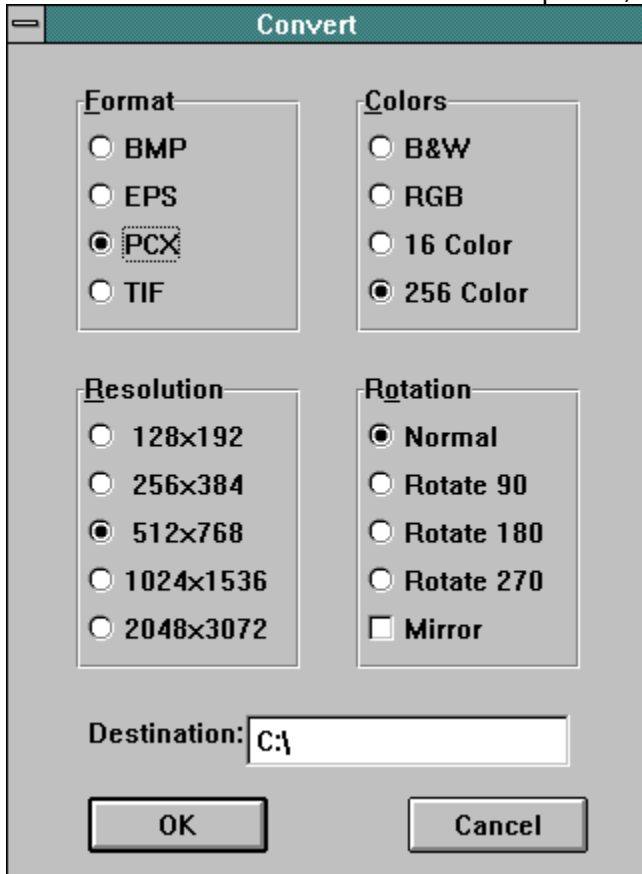 Convert
Format
BMP
EPS
PCX
TIF
Colors
B&W
RGB
16 Color
256 Color
Resolution
128x192
256x384
512x768
1024x1536
2048x3072
Rotation
Normal
Rotate 90
Rotate 180
Rotate 270
Mirror
Destination: C:\
OK
Cancel